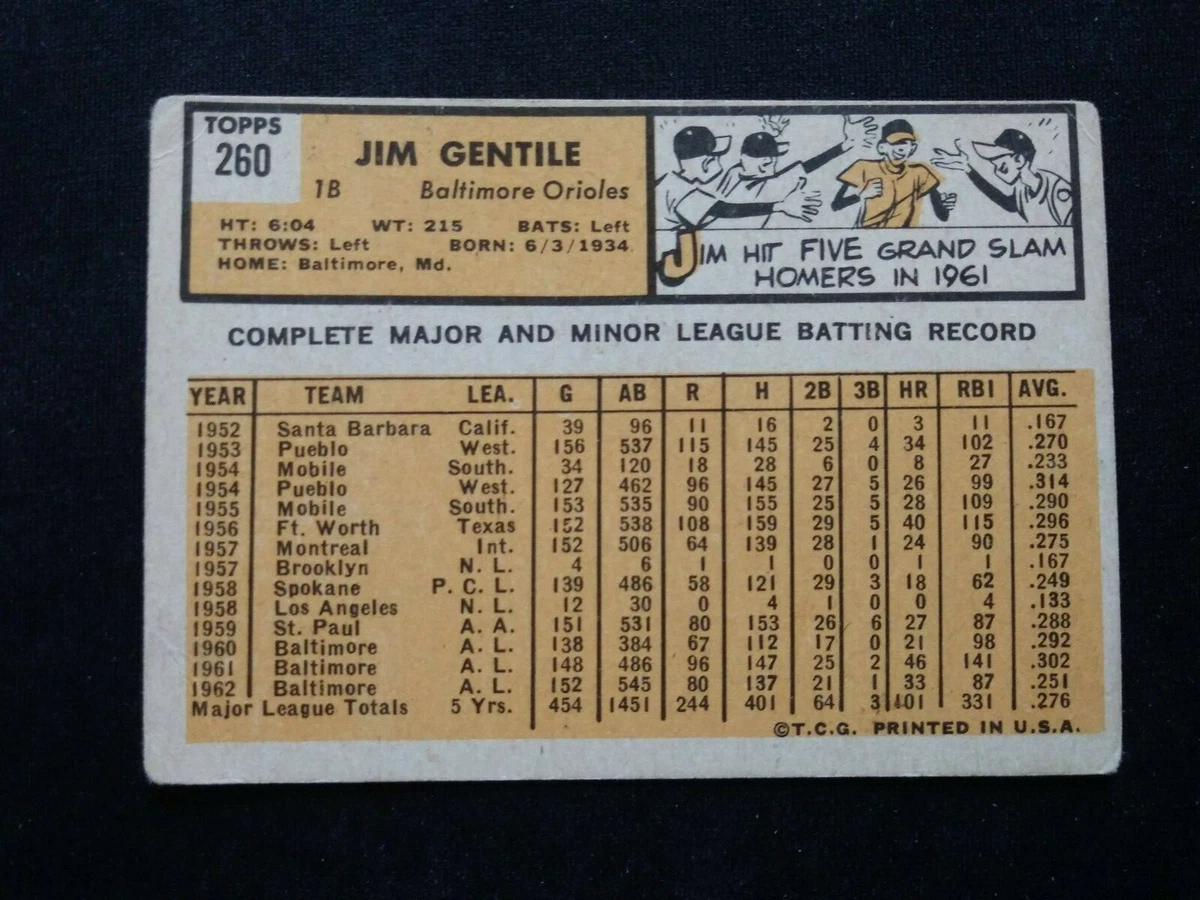 TOPPS
260
JIM GENTILE
1B Baltimore Orioles
HT: 6:04 WT: 215 BATS: Left
THROWS: Left BORN: 6/3/1934
HOME: Baltimore, Md.
JIM HIT FIVE GRAND SLAM
HOMERS IN 1961
COMPLETE MAJOR AND MINOR LEAGUE BATTING RECORD
YEAR TEAM LEA. G AB R H 2B 3B HR RBI AVG.
1952 Santa Barbara Calif. 39 96 11 16 2 0 3 11 .167
1953 Pueblo West. 156 537 115 145 25 4 34 102 .270
1954 Mobile South. 34 120 18 28 6 0 8 27 .233
1954 Pueblo West. 127 462 96 145 27 5 26 99 .314
1955 Mobile South. 153 535 90 155 25 5 28 109 .290
1956 Ft. Worth Texas 152 538 108 159 29 5 40 115 .296
1957 Montreal Int. 152 506 64 139 28 1 24 90 .275
1957 Brooklyn N. L. 4 6 1 1 0 0 1 1 .167
1958 Spokane P. C. L. 139 486 58 121 29 3 18 62 .249
1958 Los Angeles N. L. 12 30 0 4 1 0 0 4 .133
1959 St. Paul A. A. 151 531 80 153 26 6 27 87 .288
1960 Baltimore A. L. 138 384 67 112 17 0 21 98 .292
1961 Baltimore A. L. 148 486 96 147 25 2 46 141 .302
1962 Baltimore A. L. 152 545 80 137 21 1 33 87 .251
Major League Totals 5 Yrs. 454 1451 244 401 64 3 101 331 .276
©T.C.G. PRINTED IN U.S.A.